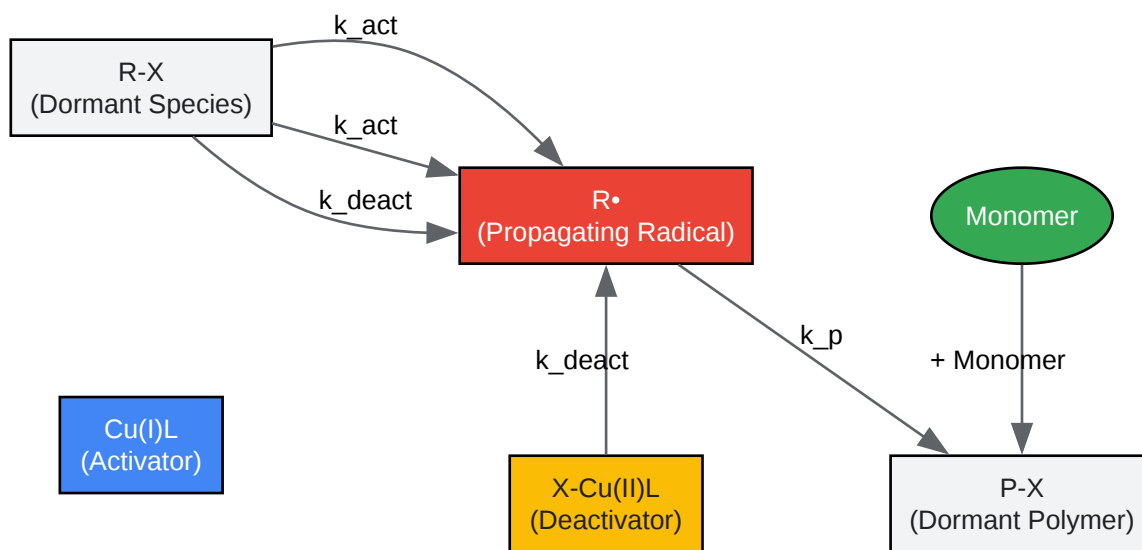 k_act
R-X
(Dormant Species)
k_act
k_deact
R•
(Propagating Radical)
Monomer
k_p
k_deact
+ Monomer
Cu(I)L
(Activator)
X-Cu(II)L
(Deactivator)
P-X
(Dormant Polymer)